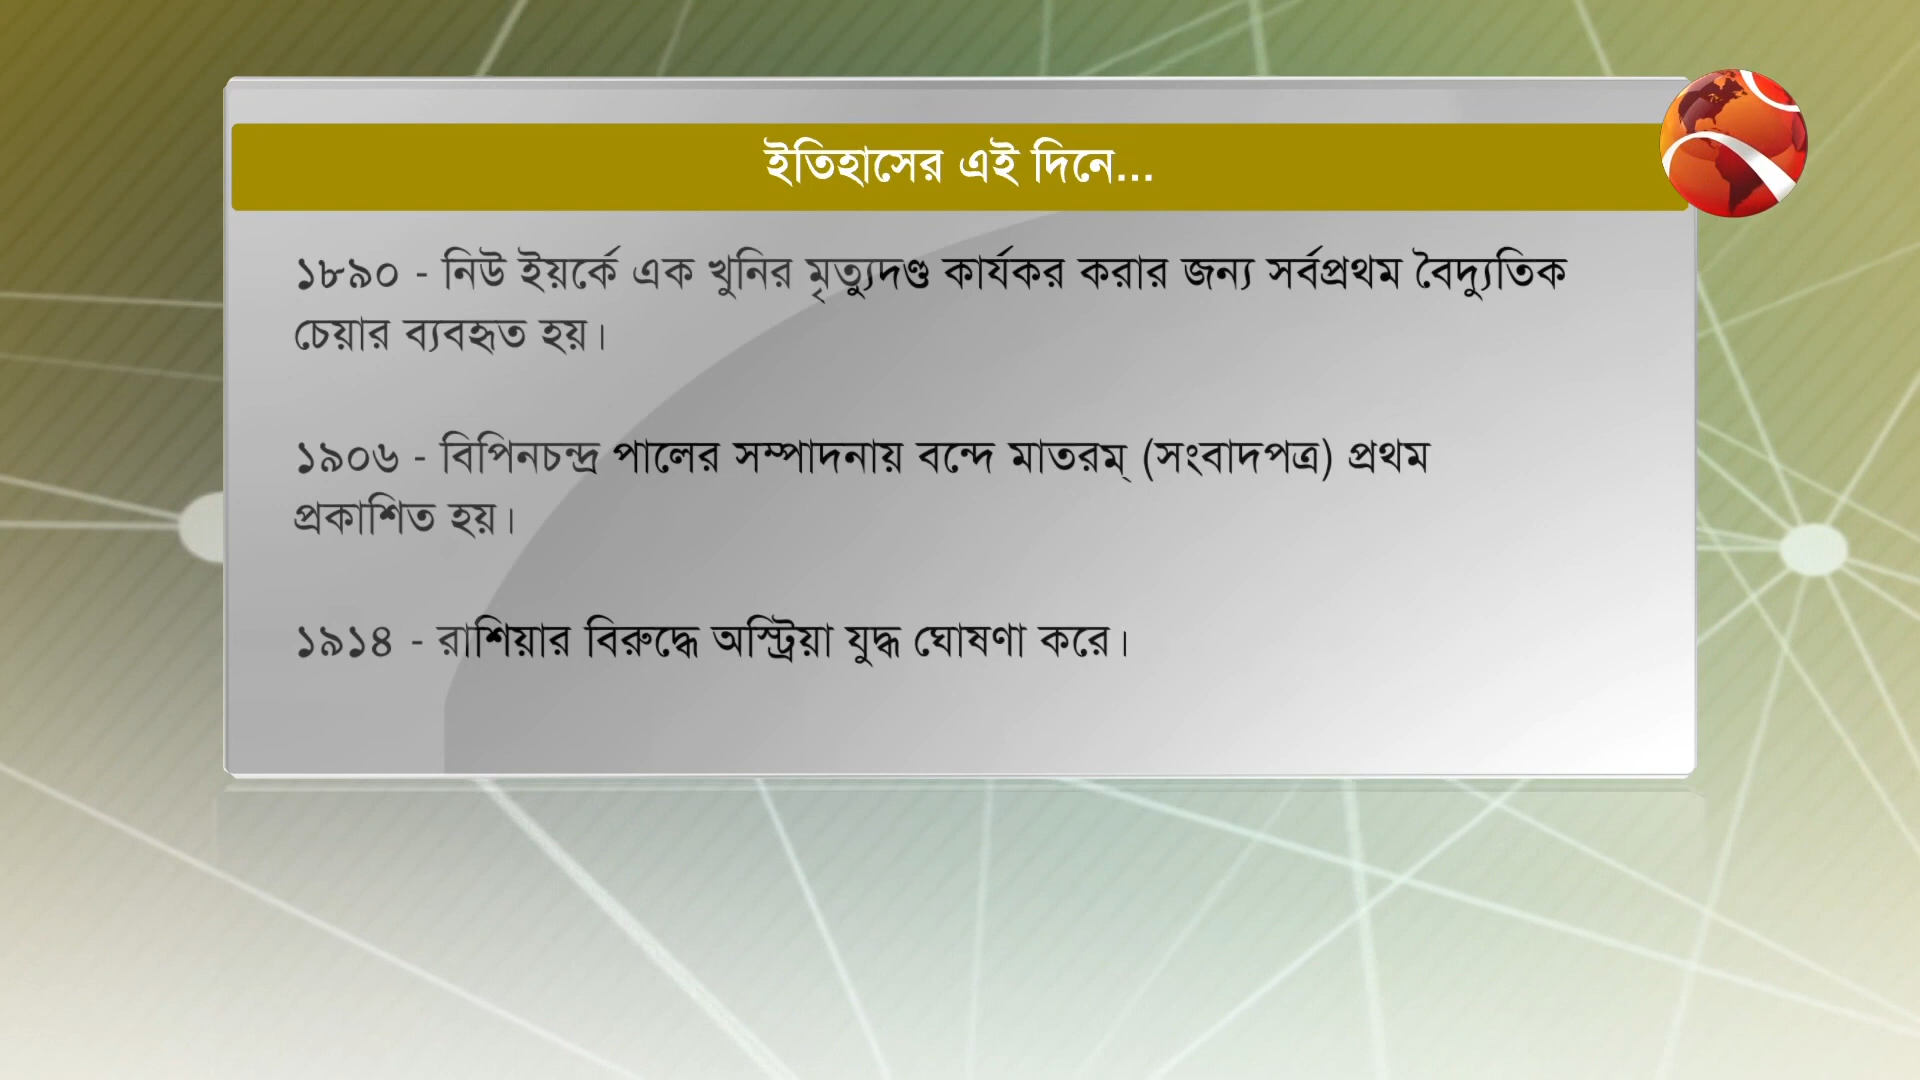 ইতিহাসের এই দিনে...
১৮৯০ - নিউ ইয়র্কে এক খুনির মৃত্যুদণ্ড কার্যকর করার জন্য সর্বপ্রথম বৈদ্যুতিক
চেয়ার ব্যবহৃত হয়।
১৯০৬ - বিপিনচন্দ্র পালের সম্পাদনায় বন্দে মাতরম্ (সংবাদপত্র) প্রথম
প্রকাশিত হয়।
১৯১৪ - রাশিয়ার বিরুদ্ধে অস্ট্রিয়া যুদ্ধ ঘোষণা করে।